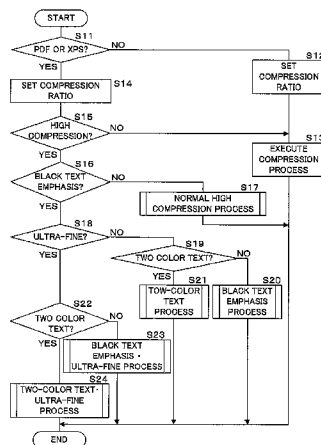 START
S11
PDF OR XPS?
NO
YES
S12
SET
COMPRESSION
RATIO
S14
SET COMPRESSION
RATIO
S15
HIGH
COMPRESSION?
NO
YES
S13
EXECUTE
COMPRESSION
PROCESS
S16
BLACK TEXT
EMPHASIS?
NO
YES
S17
NORMAL HIGH
COMPRESSION PROCESS
S18
ULTRA-FINE?
NO
YES
S19
TWO COLOR TEXT?
NO
YES
S21
TOW-COLOR
TEXT
PROCESS
S20
BLACK TEXT
EMPHASIS
PROCESS
S22
TWO COLOR
TEXT?
NO
YES
S23
BLACK TEXT
EMPHASIS·
ULTRA-FINE PROCESS
S24
TWO-COLOR TEXT·
ULTRA-FINE
PROCESS
END